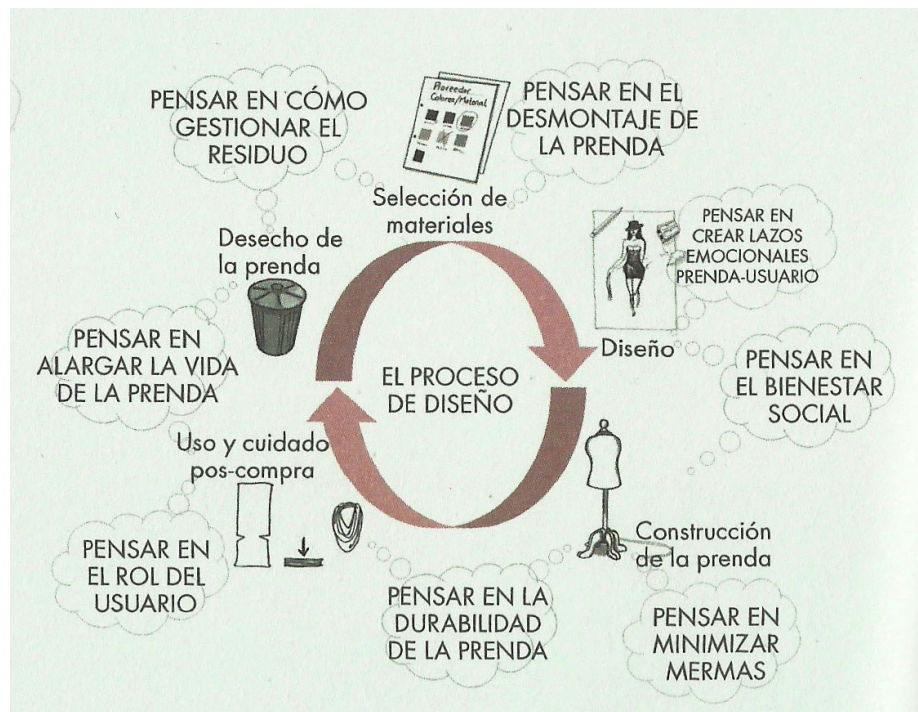 PENSAR EN CÓMO
GESTIONAR EL
RESIDUO
Proveedor
Colores/Material
PENSAR EN EL
DESMONTAJE DE
LA PRENDA
Selección de
materiales
PENSAR EN
CREAR LAZOS
EMOCIONALES
PRENDA-USUARIO
Desecho de
la prenda
Diseño
PENSAR EN
ALARGAR LA VIDA
DE LA PRENDA
EL PROCESO
DE DISEÑO
PENSAR EN
EL BIENESTAR
SOCIAL
Uso y cuidado
pos-compra
Construcción
de la prenda
PENSAR EN
EL ROL DEL
USUARIO
PENSAR EN LA
DURABILIDAD
DE LA PRENDA
PENSAR EN
MINIMIZAR
MERMAS